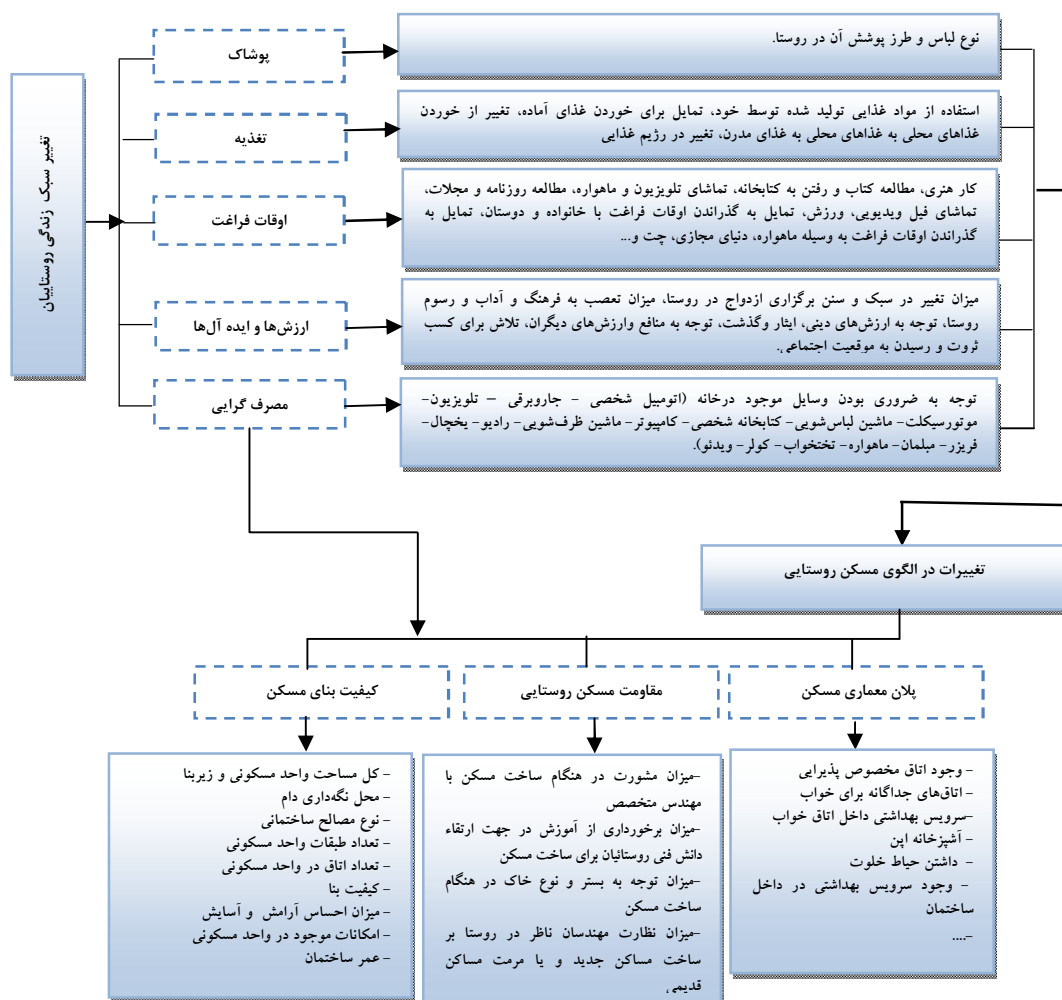 تغییر سبک زندگی روستاییان
پوشاک
نوع لباس و طرز پوشش آن در روستا.
تغذیه
استفاده از مواد غذایی تولید شده توسط خود، تمایل برای خوردن غذای آماده، تغییر از خوردن
غذاهای محلی به غذاهای محلی به غذای مدرن، تغییر در رژیم غذایی
اوقات فراغت
کار هنری، مطالعه کتاب و رفتن به کتابخانه، تماشای تلویزیون و ماهواره، مطالعه روزنامه و مجلات،
تماشای فیل ویدیویی، ورزش، تمایل به گذراندن اوقات فراغت با خانواده و دوستان، تمایل به
گذراندن اوقات فراغت به وسیله ماهواره، دنیای مجازی، چت و...
ارزش‌ها و ایده آل‌ها
میزان تغییر در سبک و سنن برگزاری ازدواج در روستا، میزان تعصب به فرهنگ و آداب و رسوم
روستا، توجه به ارزش‌های دینی، ایثار وگذشت، توجه به منافع وارزش‌های دیگران، تلاش برای کسب
ثروت و رسیدن به موقعیت اجتماعی.
مصرف گرایی
توجه به ضروری بودن وسایل موجود درخانه (اتومبیل شخصی - جاروبرقی – تلویزیون-
موتورسیکلت- ماشین لباس‌شویی- کتابخانه شخصی- کامپیوتر- ماشین ظرف‌شویی- رادیو- یخچال-
فریزر- مبلمان- ماهواره- تختخواب- کولر- ویدئو).
تغییرات در الگوی مسکن روستایی
پلان معماری مسکن
- وجود اتاق مخصوص پذیرایی
- اتاق‌های جداگانه برای خواب
-سرویس بهداشتی داخل اتاق خواب
- آشپزخانه اپن
- داشتن حیاط خلوت
- وجود سرویس بهداشتی در داخل
ساختمان
-....
مقاومت مسکن روستایی
-میزان مشورت در هنگام ساخت مسکن با
مهندس متخصص
-میزان برخورداری از آموزش در جهت ارتقاء
دانش فنی روستائیان برای ساخت مسکن
-میزان توجه به بستر و نوع خاک در هنگام
ساخت مسکن
-میزان نظارت مهندسان ناظر در روستا بر
ساخت مساکن جدید و یا مرمت مساکن
قدیمی
کیفیت بنای مسکن
- کل مساحت واحد مسکونی و زیربنا
- محل نگه‌داری دام
- نوع مصالح ساختمانی
- تعداد طبقات واحد مسکونی
- تعداد اتاق در واحد مسکونی
- کیفیت بنا
- میزان احساس آرامش و آسایش
- امکانات موجود در واحد مسکونی
- عمر ساختمان